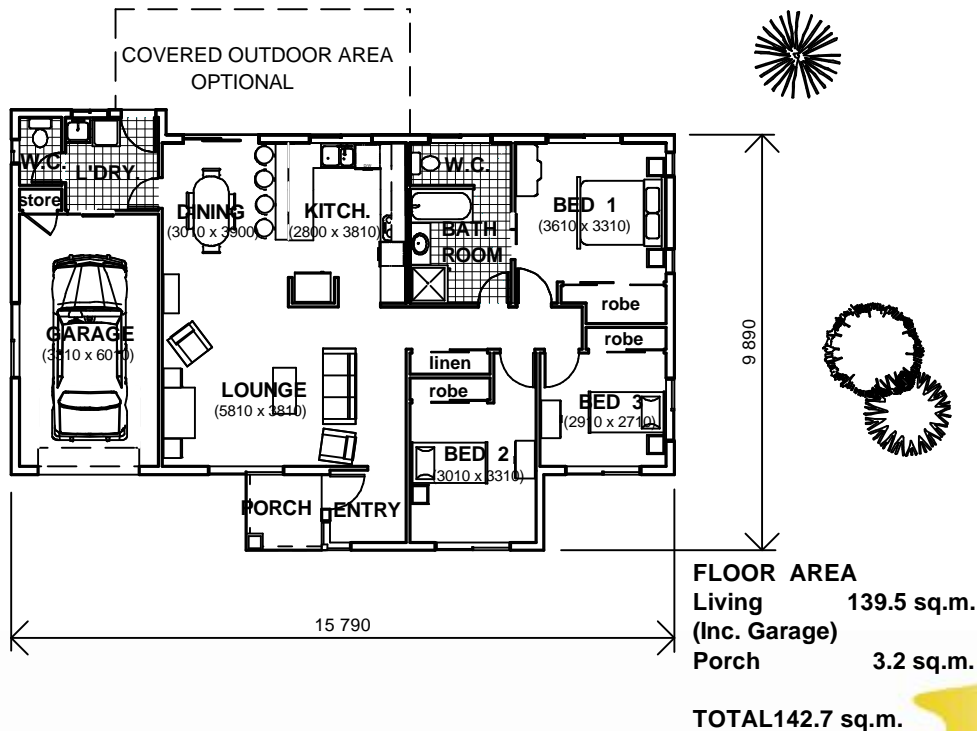 COVERED OUTDOOR AREA
OPTIONAL
W.C.
L'DRY.
store
DINING
(3010 x 3900)
KITCH.
(2800 x 3810)
W.C.
BATH
ROOM
BED 1
(3610 x 3310)
robe
robe
GARAGE
(3310 x 6010)
LOUNGE
(5810 x 3810)
linen
robe
BED 2
(3010 x 3310)
BED 3
(2910 x 2710)
PORCH
ENTRY
9 890
15 790
FLOOR AREA
Living 139.5 sq.m.
(Inc. Garage)
Porch 3.2 sq.m.
TOTAL142.7 sq.m.